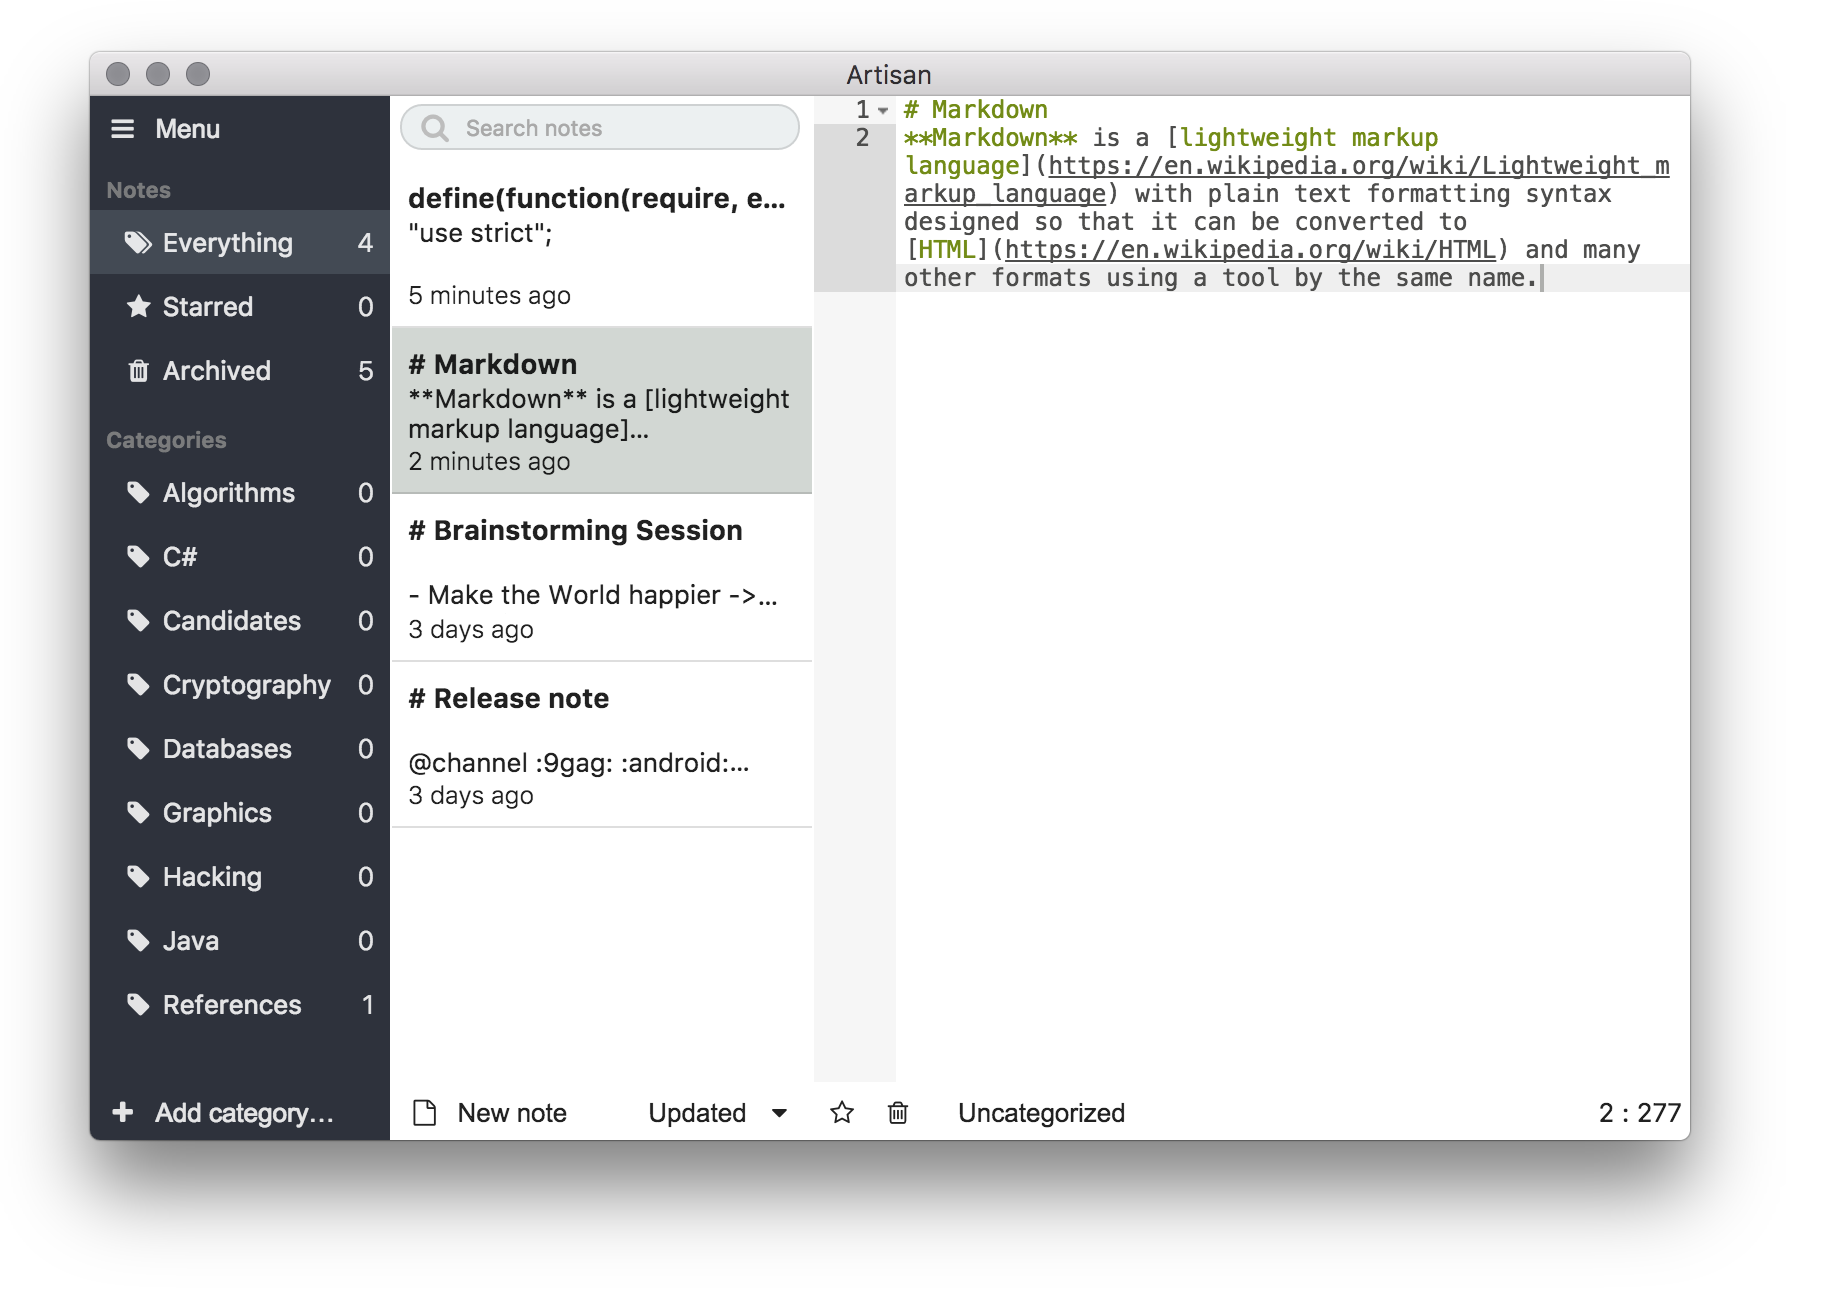 Artisan
Menu
Notes
Everything 4
Starred 0
Archived 5
Categories
Algorithms 0
C# 0
Candidates 0
Cryptography 0
Databases 0
Graphics 0
Hacking 0
Java 0
References 1
Add category...
Search notes
define(function(require, e...
"use strict";
5 minutes ago
# Markdown
**Markdown** is a [lightweight
markup language]...
2 minutes ago
# Brainstorming Session
- Make the World happier ->...
3 days ago
# Release note
@channel :9gag: :android:...
3 days ago
New note
Updated
1 # Markdown
2 **Markdown** is a [lightweight markup
language](https://en.wikipedia.org/wiki/Lightweight_m
arkup_language) with plain text formatting syntax
designed so that it can be converted to
[HTML](https://en.wikipedia.org/wiki/HTML) and many
other formats using a tool by the same name.
Uncategorized
2 : 277